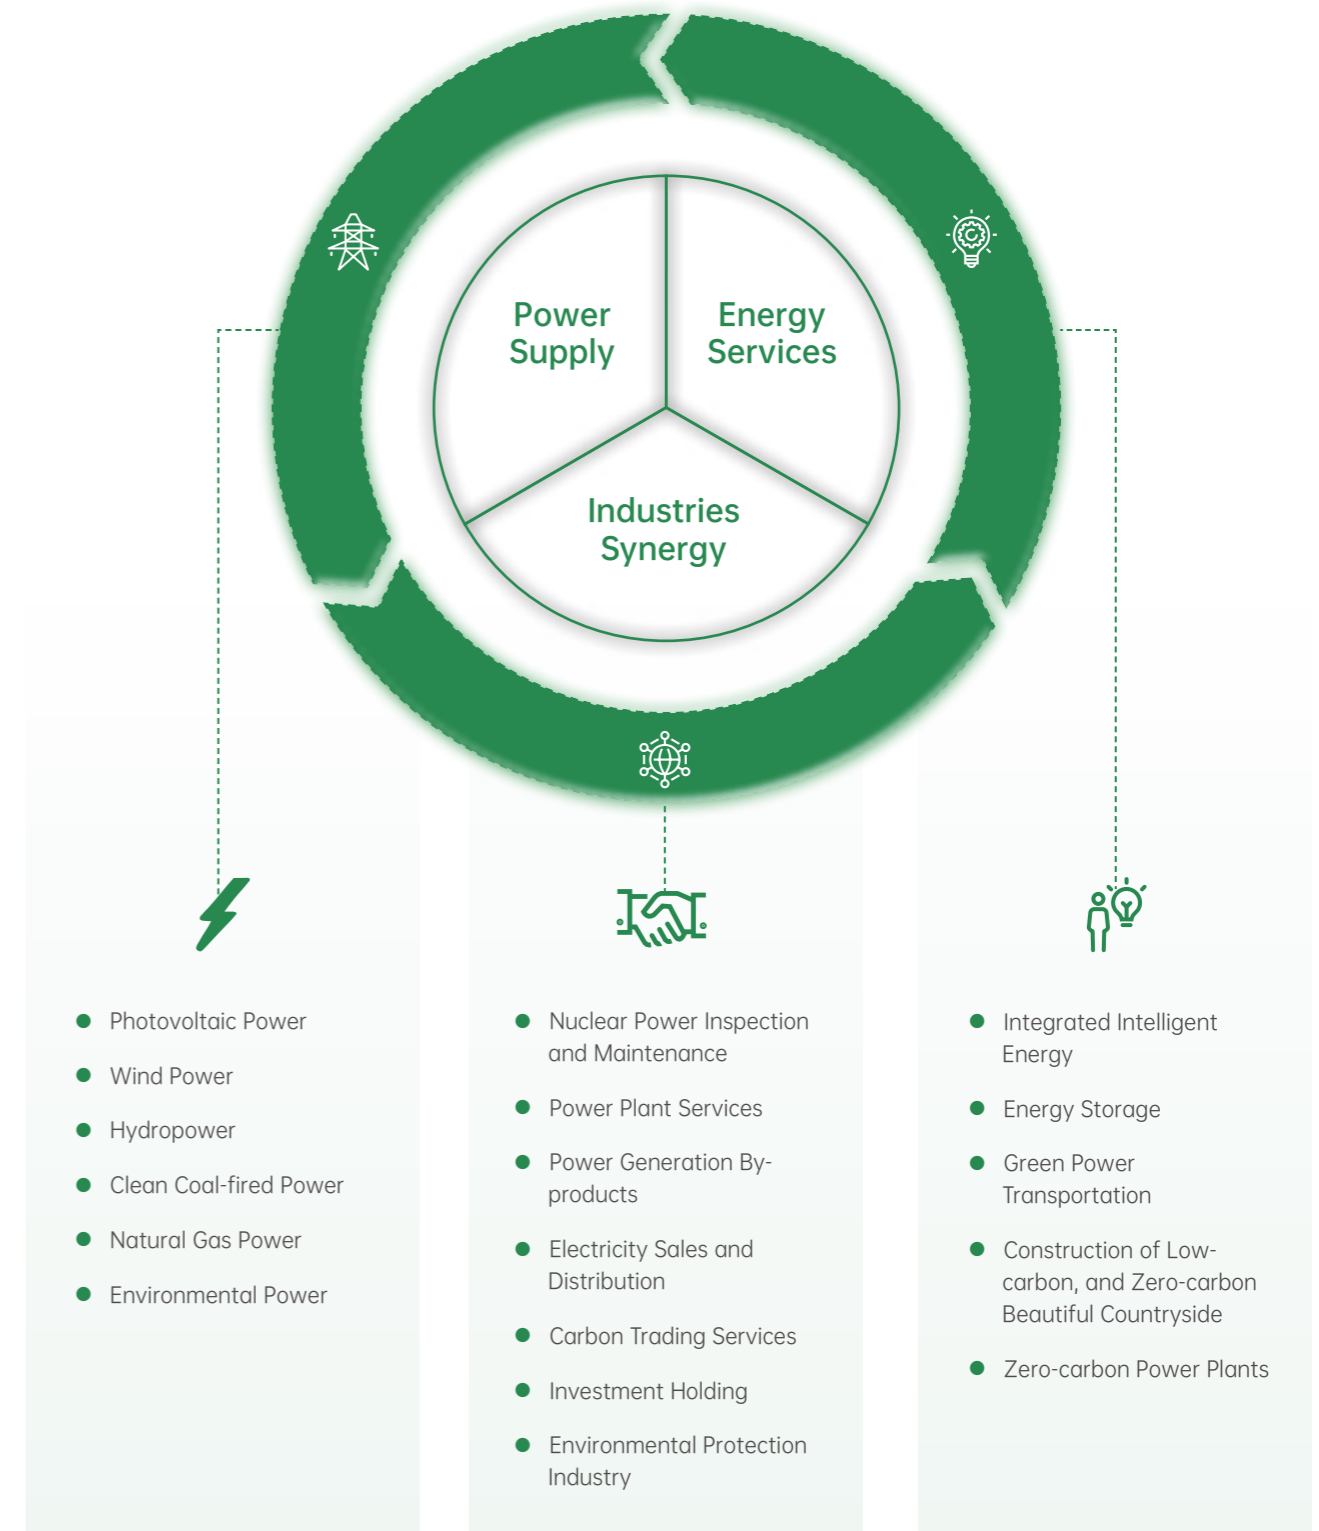 Power
Supply
Energy
Services
Industries
Synergy
Photovoltaic Power
Wind Power
Hydropower
Clean Coal-fired Power
Natural Gas Power
Environmental Power
Nuclear Power Inspection
and Maintenance
Power Plant Services
Power Generation By-
products
Electricity Sales and
Distribution
Carbon Trading Services
Investment Holding
Environmental Protection
Industry
Integrated Intelligent
Energy
Energy Storage
Green Power
Transportation
Construction of Low-
carbon, and Zero-carbon
Beautiful Countryside
Zero-carbon Power Plants